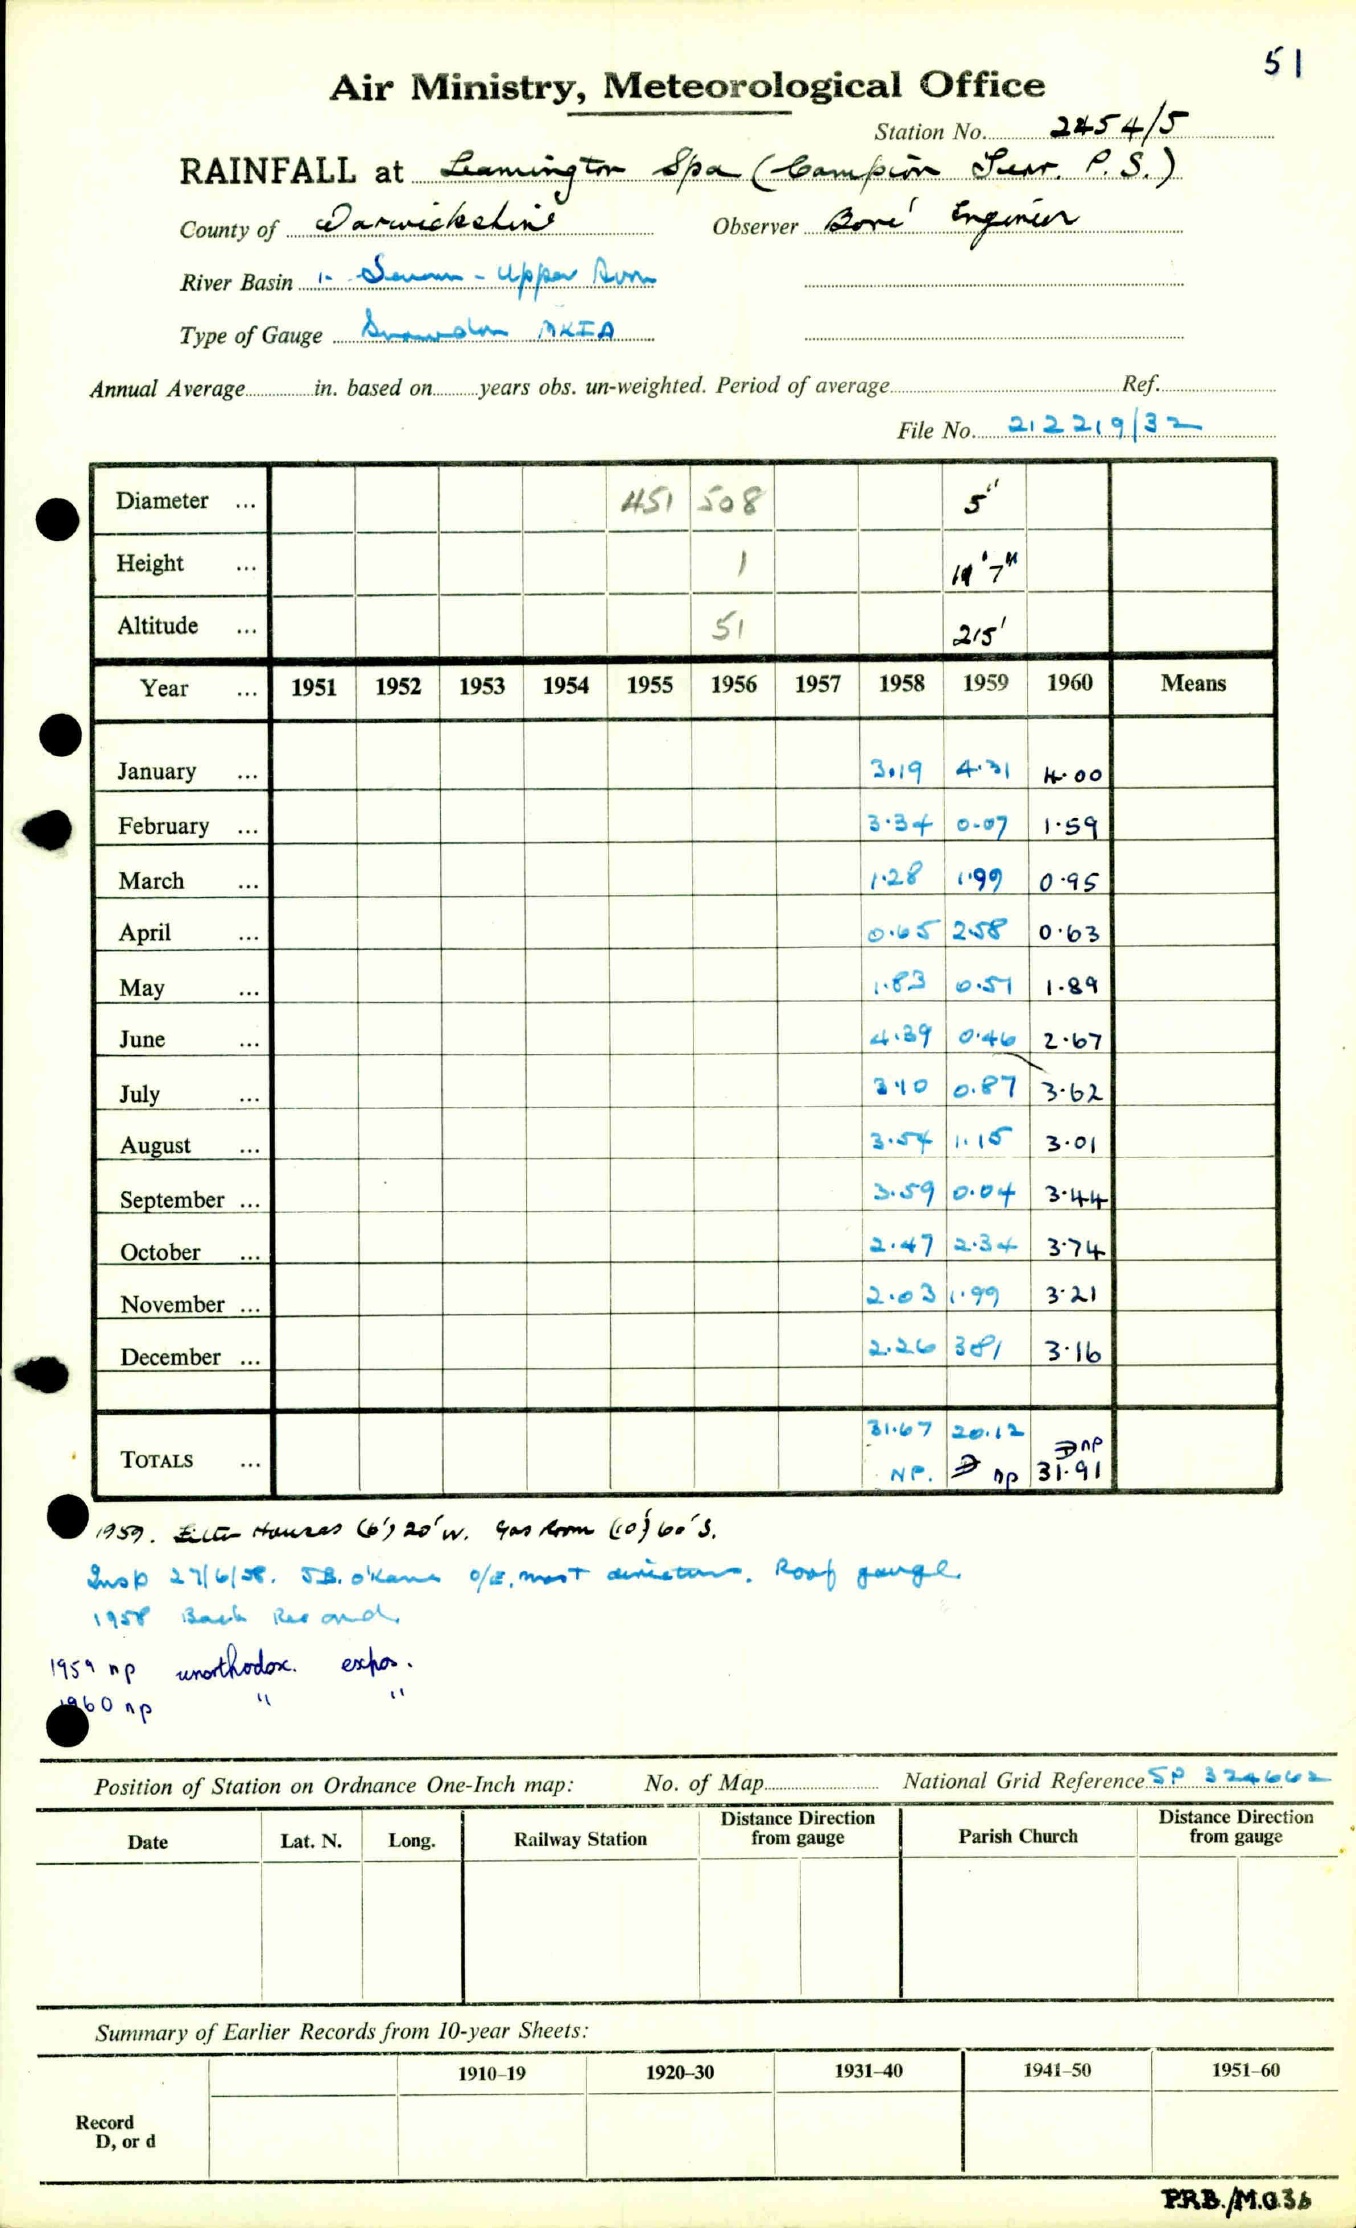 51
Air Ministry, Meteorological Office
Station No. 2454/5
RAINFALL at Leamington Spa (Campion Terr. P.S.)
County of Warwickshire Observer Boro' Engineer
River Basin Severn - Upper Avon
Type of Gauge Snowdon MKIA
Annual Average in. based on years obs. un-weighted. Period of average Ref.
File No. 212219/32
Diameter ... 451 508 5"
Height ... 1 7"
Altitude ... 51 215'
Year ... 1951 1952 1953 1954 1955 1956 1957 1958 1959 1960 Means
January ... 3.19 4.31 4.00
February ... 3.34 0.07 1.59
March ... 1.28 1.99 0.95
April ... 0.65 2.58 0.63
May ... 1.83 0.51 1.89
June ... 4.39 0.46 2.67
July ... 3.10 0.87 3.62
August ... 3.54 1.15 3.01
September ... 3.59 0.04 3.44
October ... 2.47 2.34 3.74
November ... 2.03 1.99 3.21
December ... 2.26 3.81 3.16
31.67 20.12 np
TOTALS ... NP. np 31.91
1959. Filter Houses (6') 20'W. Gas Room (10') 60'S.
Insp 27/6/58. J.B. O'Kane O/E. most directions. Roof gauge.
1958 Back Record.
1959 np unorthodox. expos.
1960 np " "
Position of Station on Ordnance One-Inch map: No. of Map National Grid Reference SP 324662
Date Lat. N. Long. Railway Station Distance Direction from gauge Parish Church Distance Direction from gauge
Summary of Earlier Records from 10-year Sheets:
1910–19 1920–30 1931–40 1941–50 1951–60
Record
D, or d
P.R.B./M.O.36